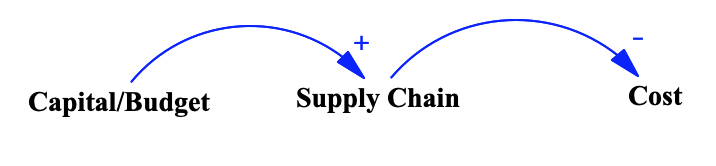 +
-
Capital/Budget
Supply Chain
Cost